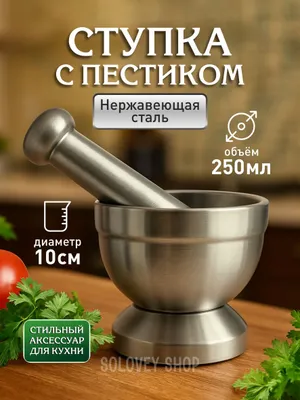 СТУПКА
С ПЕСТИКОМ
Нержавеющая
сталь
объём
250мл
диаметр
10см
СТИЛЬНЫЙ
АКСЕССУАР
ДЛЯ КУХНИ
SOLOVEY SHOP